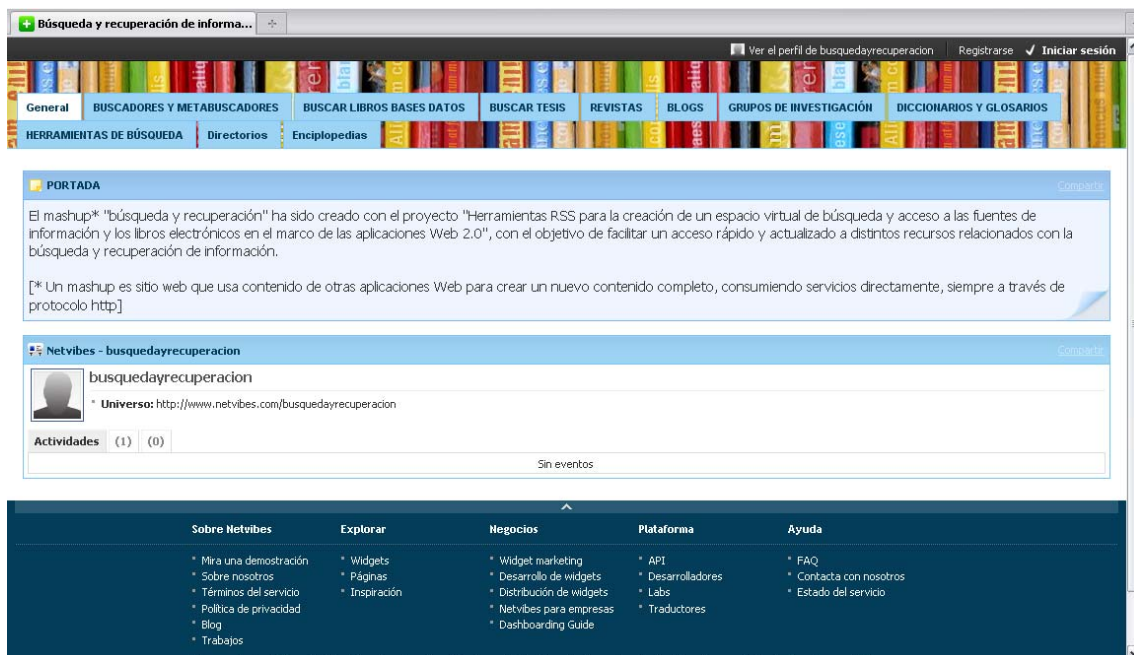 Búsqueda y recuperación de informa...
Ver el perfil de busquedayrecuperacion Registrarse Iniciar sesión
General BUSCADORES Y METABUSCADORES BUSCAR LIBROS BASES DATOS BUSCAR TESIS REVISTAS BLOGS GRUPOS DE INVESTIGACIÓN DICCIONARIOS Y GLOSARIOS
HERRAMIENTAS DE BÚSQUEDA Directorios Enciplopedias
PORTADA Compartir
El mashup* "búsqueda y recuperación" ha sido creado con el proyecto "Herramientas RSS para la creación de un espacio virtual de búsqueda y acceso a las fuentes de
información y los libros electrónicos en el marco de las aplicaciones Web 2.0", con el objetivo de facilitar un acceso rápido y actualizado a distintos recursos relacionados con la
búsqueda y recuperación de información.
[* Un mashup es sitio web que usa contenido de otras aplicaciones Web para crear un nuevo contenido completo, consumiendo servicios directamente, siempre a través de
protocolo http]
Netvibes - busquedayrecuperacion Compartir
busquedayrecuperacion
Universo: http://www.netvibes.com/busquedayrecuperacion
Actividades (1) (0)
Sin eventos
Sobre Netvibes Explorar Negocios Plataforma Ayuda
Mira una demostración Widgets Widget marketing API FAQ
Sobre nosotros Páginas Desarrollo de widgets Desarrolladores Contacta con nosotros
Términos del servicio Inspiración Distribución de widgets Labs Estado del servicio
Política de privacidad Netvibes para empresas Traductores
Blog Dashboarding Guide
Trabajos